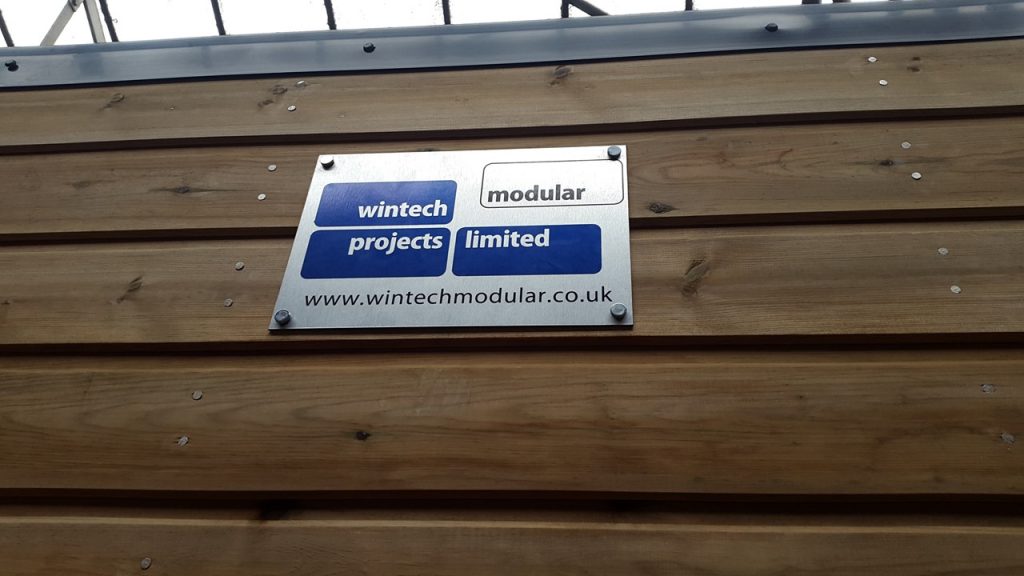 wintech modular
projects limited
www.wintechmodular.co.uk